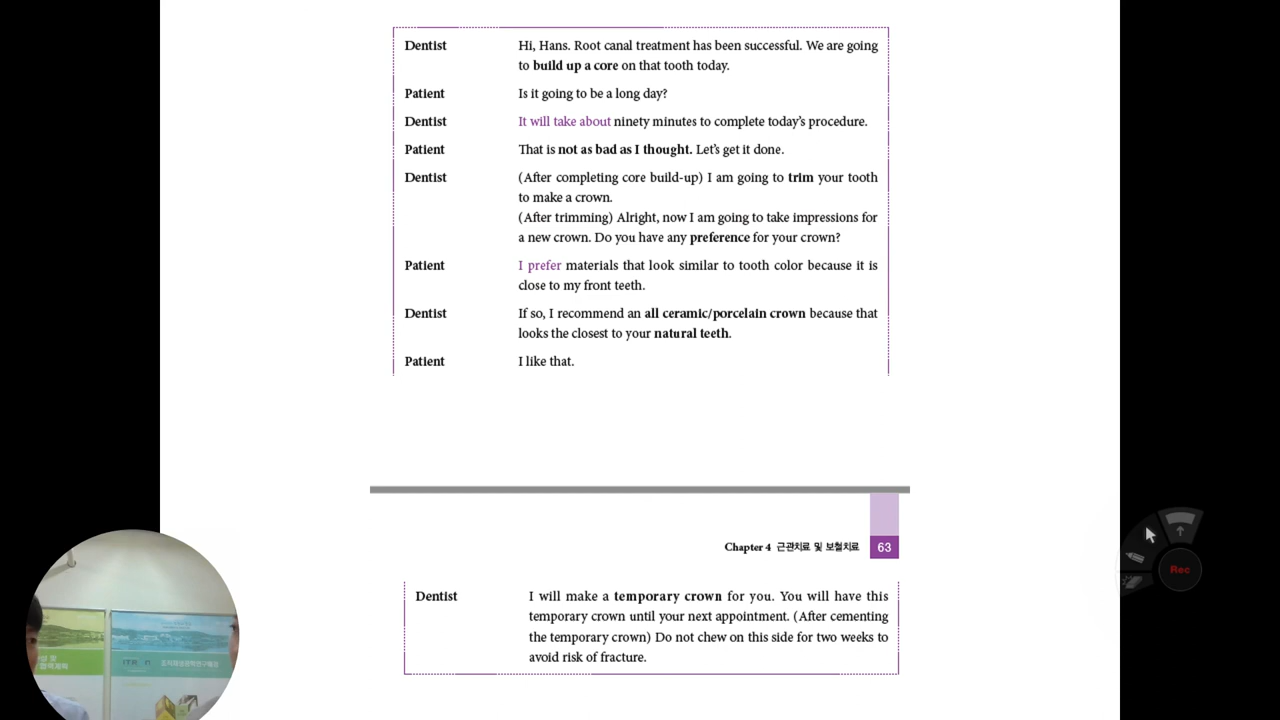 Dentist Hi, Hans. Root canal treatment has been successful. We are going
to build up a core on that tooth today.
Patient Is it going to be a long day?
Dentist It will take about ninety minutes to complete today's procedure.
Patient That is not as bad as I thought. Let's get it done.
Dentist (After completing core build-up) I am going to trim your tooth
to make a crown.
(After trimming) Alright, now I am going to take impressions for
a new crown. Do you have any preference for your crown?
Patient I prefer materials that look similar to tooth color because it is
close to my front teeth.
Dentist If so, I recommend an all ceramic/porcelain crown because that
looks the closest to your natural teeth.
Patient I like that.
Chapter 4 근관치료 및 보철치료 63
Dentist I will make a temporary crown for you. You will have this
temporary crown until your next appointment. (After cementing
the temporary crown) Do not chew on this side for two weeks to
avoid risk of fracture.
Rec